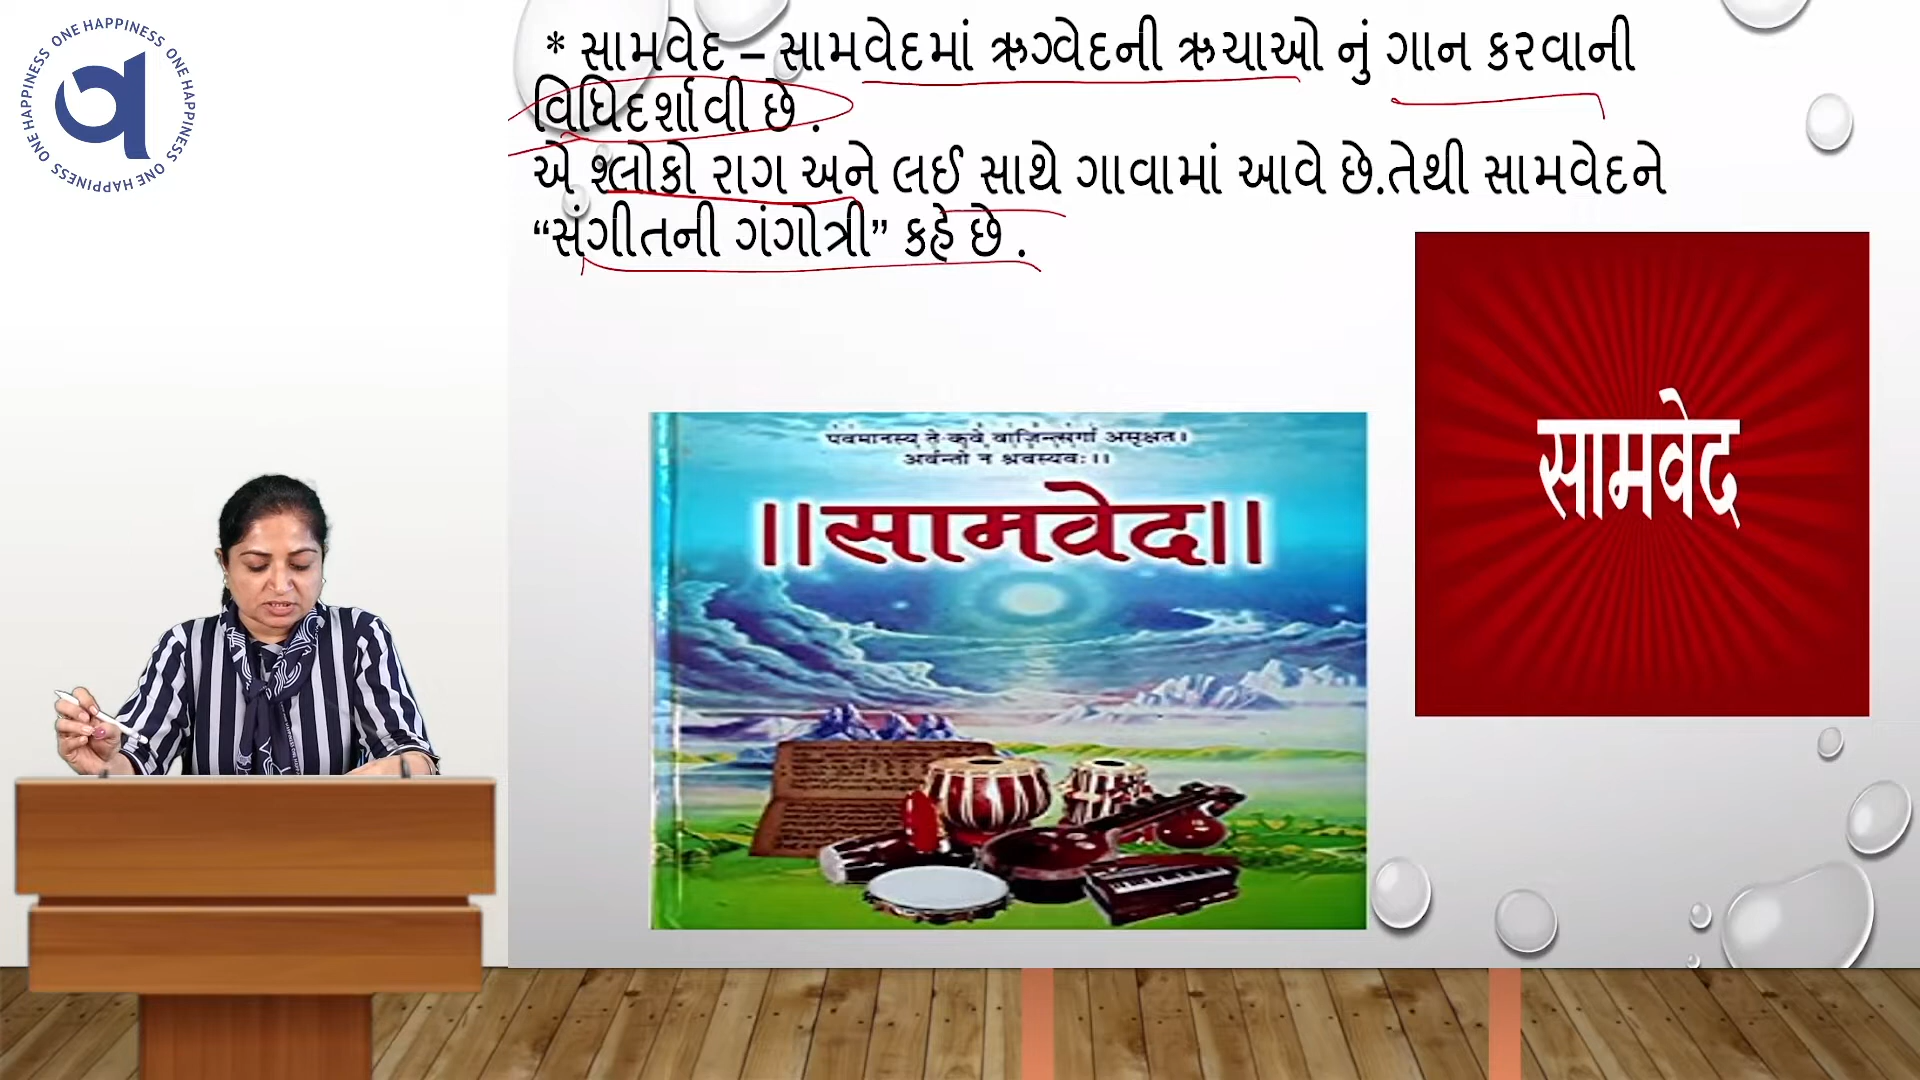 ONE HAPPINESS ONE HAPPINESS ONE HAPPINESS ONE HAPPINESS
* સામવેદ – સામવેદમાં ઋગ્વેદની ઋચાઓ નું ગાન કરવાની
વિધિદર્શાવી છે .
એ શ્લોકો રાગ અને લઈ સાથે ગાવામાં આવે છે.તેથી સામવેદને
“સંગીતની ગંગોત્રી” કહે છે .
पवमानस्य ते कवे वाजिन्त्सर्गा असृक्षत।
अर्वन्तो न श्रवस्यवः।।
||सामवेद||
सामवेद